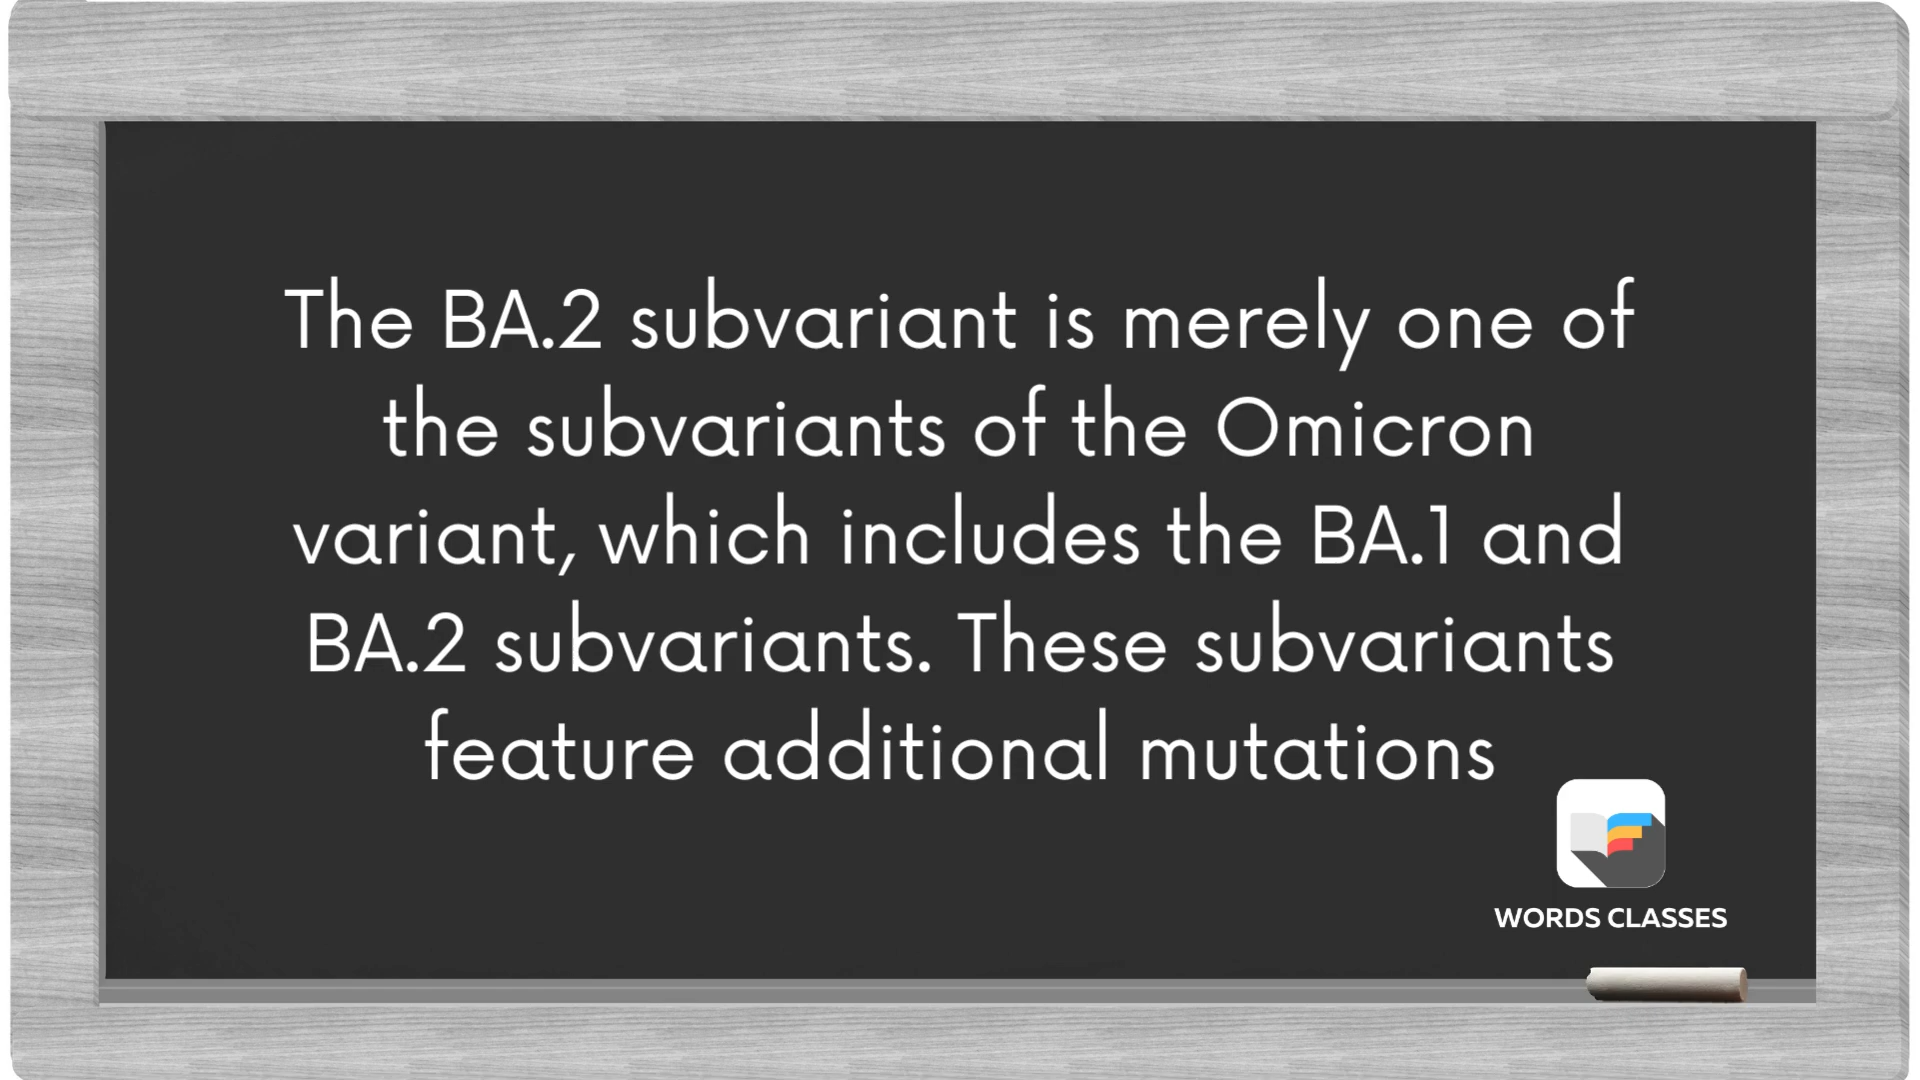 The BA.2 subvariant is merely one of
the subvariants of the Omicron
variant, which includes the BA.1 and
BA.2 subvariants. These subvariants
feature additional mutations
WORDS CLASSES